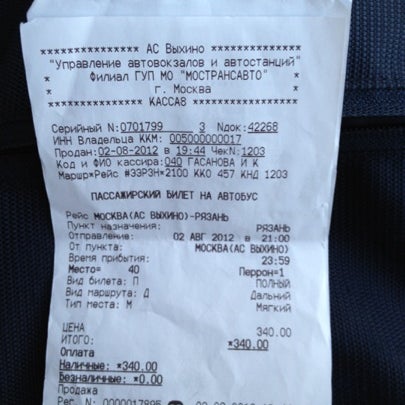 *************** АС Выхино ***************
"Управление автовокзалов и автостанций"
Филиал ГУП МО "МОСТРАНСАВТО"
г. Москва
*************** КАССА8 ***************
Серийный N:0701799 3 Nдок:42268
ИНН Владельца ККМ: 005000000017
Продан:02-08-2012 в 19:44 ЧекN:1203
Код и ФИО кассира:040 ГАСАНОВА И К
Маршр*Рейс #ЭЗРЗН*2100 ККО 457 КНД 1203
ПАССАЖИРСКИЙ БИЛЕТ НА АВТОБУС
Рейс МОСКВА(АС ВЫХИНО)-РЯЗАНЬ
Пункт назначения: РЯЗАНЬ
Отправление: 02 АВГ 2012 в 21:00
От пункта: МОСКВА(АС ВЫХИНО)
Время прибытия: 23:59
Место= 40 Перрон=1
Вид билета: П ПОЛНЫЙ
Вид маршрута: Д Дальний
Тип места: М Мягкий
ЦЕНА 340.00
ИТОГО: *340.00
Оплата
Наличные: *340.00
Безналичные: *0.00
Продажа
Рег. N: 0000017895